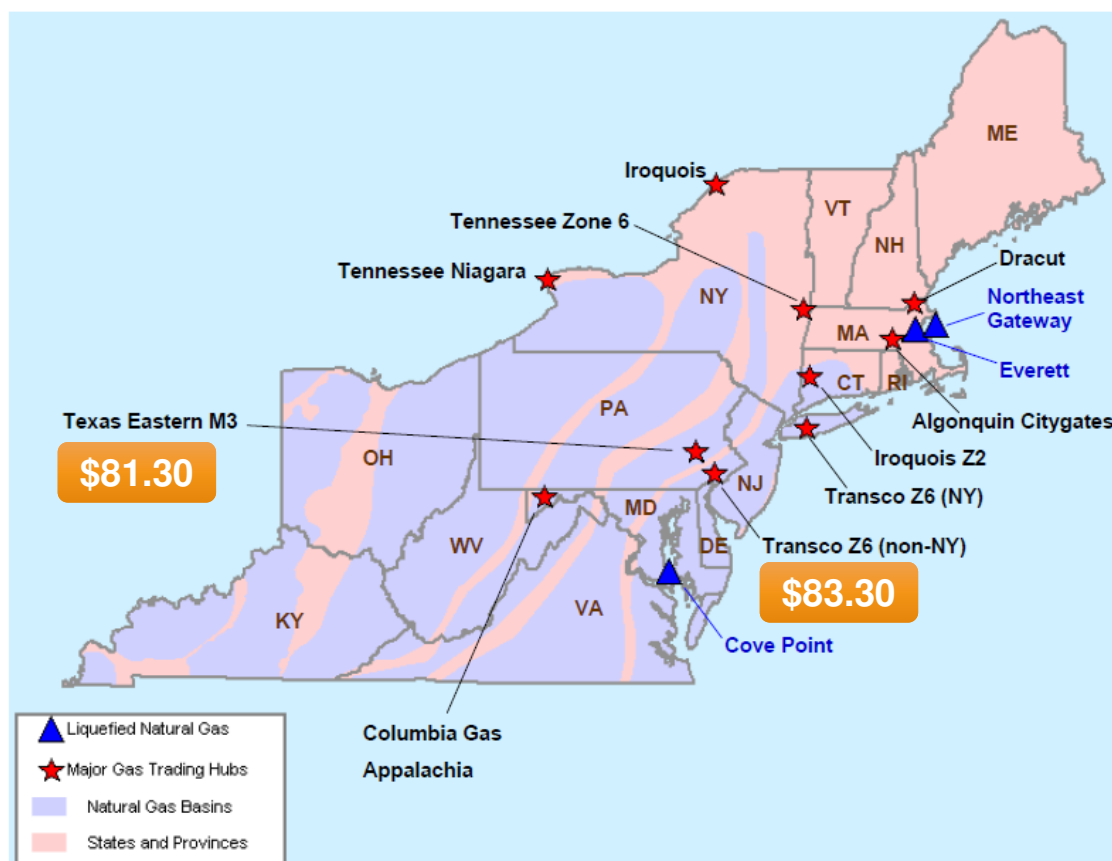 ME
Iroquois
VT
Tennessee Zone 6
NH
Dracut
Tennessee Niagara
NY
Northeast
Gateway
MA
Everett
CT
RI
PA
Texas Eastern M3
Algonquin Citygates
$81.30
OH
Iroquois Z2
NJ
Transco Z6 (NY)
MD
WV
DE
Transco Z6 (non-NY)
$83.30
VA
KY
Cove Point
Columbia Gas
Appalachia
Liquefied Natural Gas
Major Gas Trading Hubs
Natural Gas Basins
States and Provinces